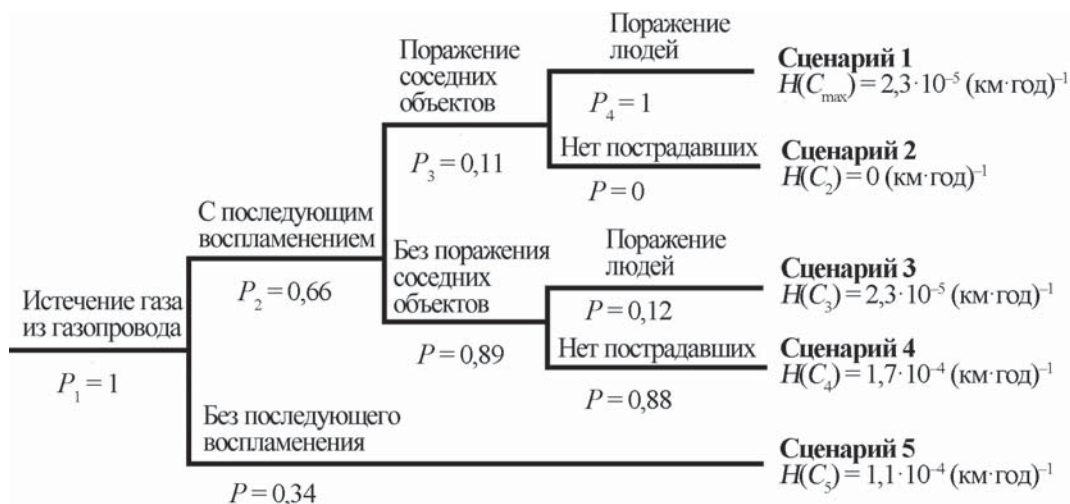 Поражение
людей
Сценарий 1
H(C_max) = 2,3·10⁻⁵ (км·год)⁻¹
Поражение
соседних
объектов
P₄ = 1
Нет пострадавших
Сценарий 2
H(C₂) = 0 (км·год)⁻¹
P₃ = 0,11
P = 0
С последующим
воспламенением
Без поражения
соседних
объектов
Поражение
людей
Сценарий 3
H(C₃) = 2,3·10⁻⁵ (км·год)⁻¹
P₂ = 0,66
P = 0,12
Истечение газа
из газопровода
P = 0,89
Нет пострадавших
Сценарий 4
H(C₄) = 1,7·10⁻⁴ (км·год)⁻¹
P₁ = 1
P = 0,88
Без последующего
воспламенения
Сценарий 5
H(C₅) = 1,1·10⁻⁴ (км·год)⁻¹
P = 0,34